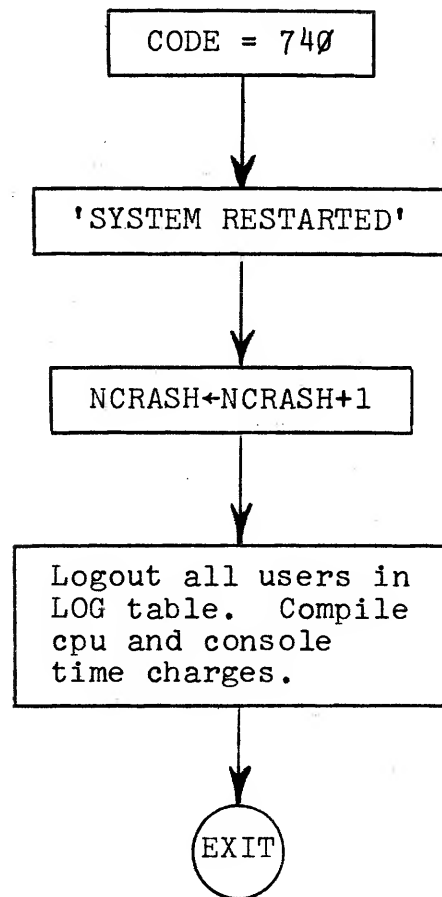 CODE = 74Ø
'SYSTEM RESTARTED'
NCRASH←NCRASH+1
Logout all users in
LOG table. Compile
cpu and console
time charges.
EXIT